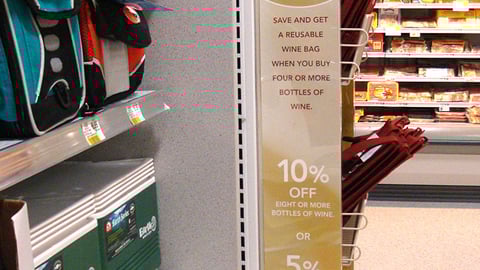 SAVE AND GET
A REUSABLE
WINE BAG
WHEN YOU BUY
FOUR OR MORE
BOTTLES OF
WINE.
10%
OFF
EIGHT OR MORE
BOTTLES OF WINE.
OR
5%